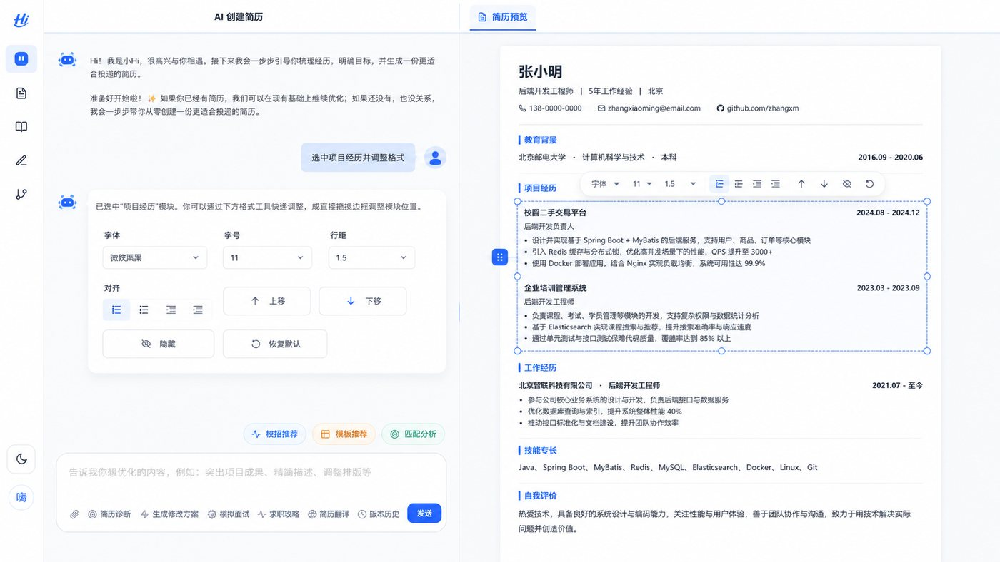 Hi
AI 创建简历
简历预览
Hi！我是小Hi，很高兴与你相遇。接下来我会一步步引导你梳理经历，明确目标，并生成一份更适
合投递的简历。
准备好开始啦！✨ 如果你已经有简历，我们可以在现有基础上继续优化；如果还没有，也没关系，
我会一步步带你从零创建一份更适合投递的简历。
选中项目经历并调整格式
已选中“项目经历”模块。你可以通过下方格式工具快速调整，或直接拖拽边框调整模块位置。
字体
字号
行距
11
1.5
对齐
上移
下移
隐藏
恢复默认
校招推荐
模板推荐
匹配分析
告诉我你想优化的内容，例如：突出项目成果、精简描述、调整排版等
简历诊断
生成修改方案
模拟面试
求职攻略
简历翻译
版本历史
发送
嗨
张小明
后端开发工程师 | 5年工作经验 | 北京
138-0000-0000
zhangxiaoming@email.com
github.com/zhangxm
教育背景
北京邮电大学 · 计算机科学与技术 · 本科
2016.09 - 2020.06
项目经历
字体
11
1.5
校园二手交易平台
2024.08 - 2024.12
后端开发负责人
• 设计并实现基于 Spring Boot + MyBatis 的后端服务，支持用户、商品、订单等核心模块
• 引入 Redis 缓存与分布式锁，优化高并发场景下的性能，QPS 提升至 3000+
• 使用 Docker 部署应用，结合 Nginx 实现负载均衡，系统可用性达 99.9%
企业培训管理系统
2023.03 - 2023.09
后端开发工程师
• 负责课程、考试、学员管理等模块的开发，支持复杂权限与数据统计分析
• 基于 Elasticsearch 实现课程搜索与推荐，提升搜索准确率与响应速度
• 通过单元测试与接口测试保障代码质量，覆盖率达到 85% 以上
工作经历
北京智联科技有限公司 · 后端开发工程师
2021.07 - 至今
• 参与公司核心业务系统的设计与开发，负责后端接口与数据服务
• 优化数据库查询与索引，提升系统整体性能 40%
• 推动接口标准化与文档建设，提升团队协作效率
技能专长
Java、Spring Boot、MyBatis、Redis、MySQL、Elasticsearch、Docker、Linux、Git
自我评价
热爱技术，具备良好的系统设计与编码能力，关注性能与用户体验，善于团队协作与沟通，致力于用技术解决实际
问题并创造价值。